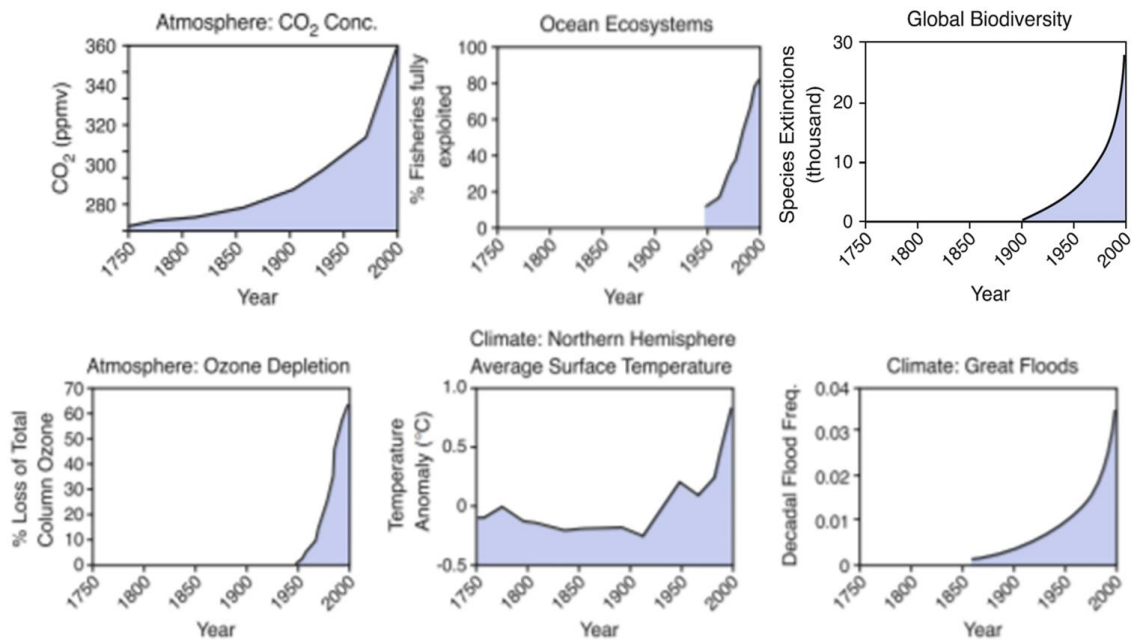 Atmosphere: CO₂ Conc.
CO₂ (ppmv)
360
340
320
300
280
1750
1800
1850
1900
1950
2000
Year
Ocean Ecosystems
% Fisheries fully
exploited
100
80
60
40
20
0
1750
1800
1850
1900
1950
2000
Year
Global Biodiversity
Species Extinctions
(thousand)
30
20
10
0
1750
1800
1850
1900
1950
2000
Year
Atmosphere: Ozone Depletion
% Loss of Total
Column Ozone
70
60
50
40
30
20
10
0
1750
1800
1850
1900
1950
2000
Year
Climate: Northern Hemisphere
Average Surface Temperature
Temperature
Anomaly (°C)
1.0
0.5
0
-0.5
1750
1800
1850
1900
1950
2000
Year
Climate: Great Floods
Decadal Flood Freq.
0.04
0.03
0.02
0.01
0
1750
1800
1850
1900
1950
2000
Year